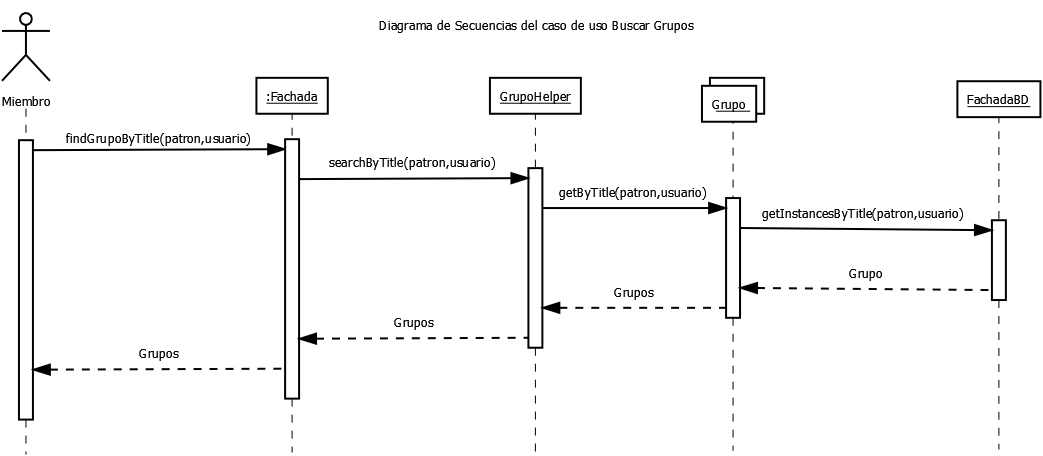 Diagrama de Secuencias del caso de uso Buscar Grupos
Miembro
:Fachada
GrupoHelper
Grupo
FachadaBD
findGrupoByTitle(patron,usuario)
searchByTitle(patron,usuario)
getByTitle(patron,usuario)
getInstancesByTitle(patron,usuario)
Grupo
Grupos
Grupos
Grupos